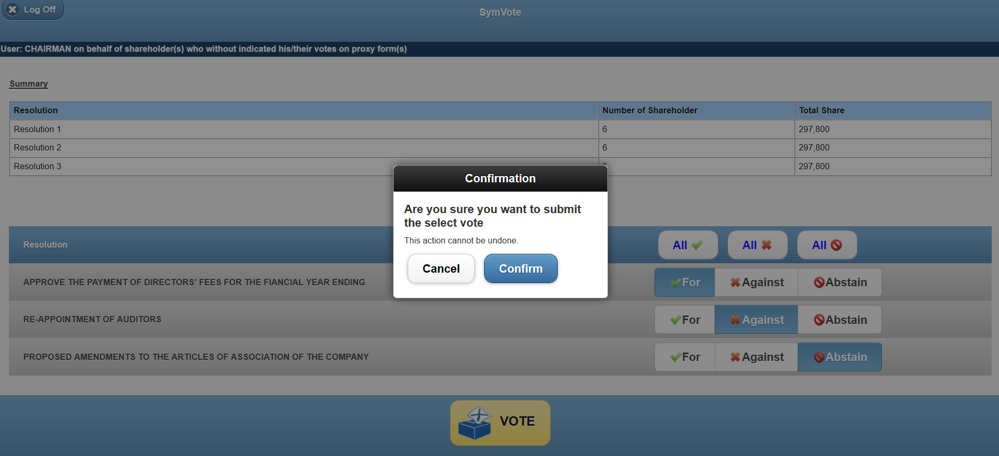 Log Off
SymVote
User: CHAIRMAN on behalf of shareholder(s) who without indicated his/their votes on proxy form(s)
Summary
Resolution Number of Shareholder Total Share
Resolution 1 6 297,800
Resolution 2 6 297,800
Resolution 3 297,800
Confirmation
Are you sure you want to submit
the select vote
This action cannot be undone.
Cancel Confirm
Resolution All All All
APPROVE THE PAYMENT OF DIRECTORS’ FEES FOR THE FIANCIAL YEAR ENDING For Against Abstain
RE-APPOINTMENT OF AUDITORS For Against Abstain
PROPOSED AMENDMENTS TO THE ARTICLES OF ASSOCIATION OF THE COMPANY For Against Abstain
VOTE